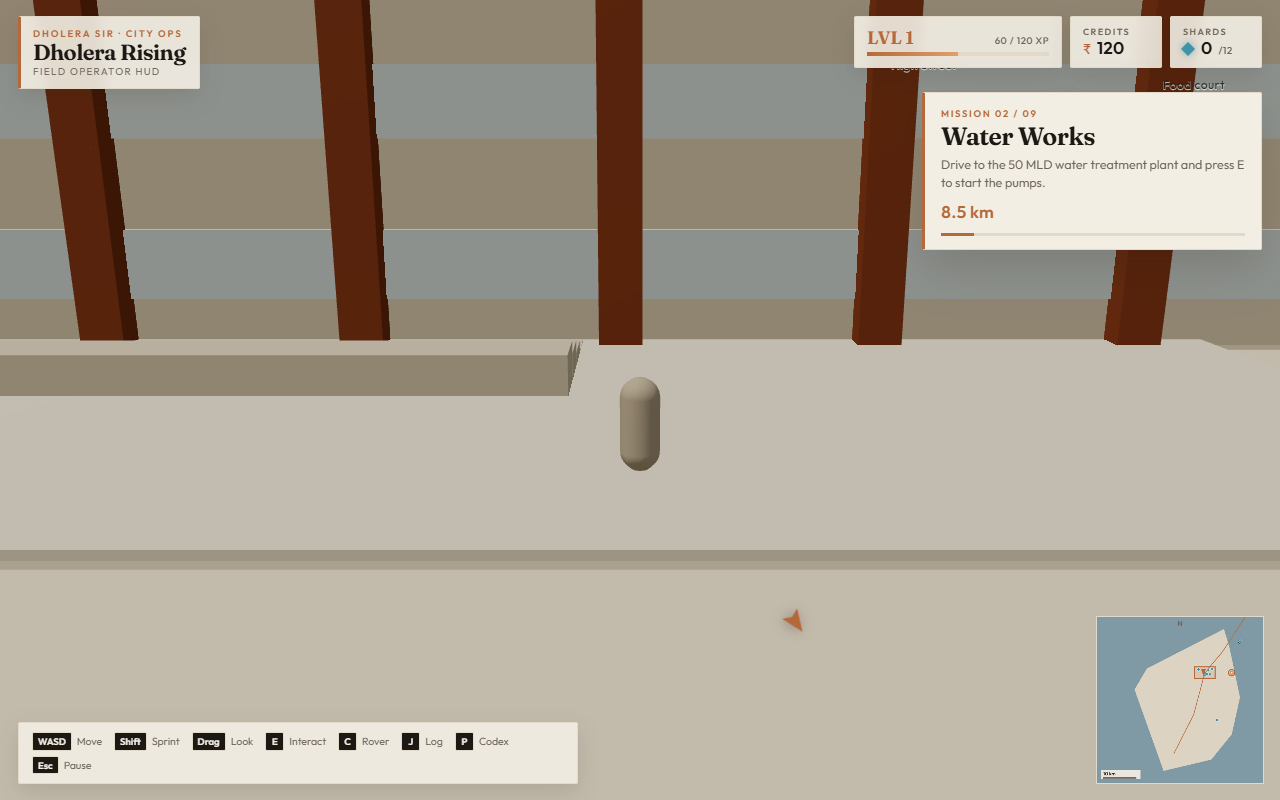 DHOLERA SIR · CITY OPS
Dholera Rising
FIELD OPERATOR HUD
LVL 1
60 / 120 XP
CREDITS
₹ 120
SHARDS
0 /12
Food court
MISSION 02 / 09
Water Works
Drive to the 50 MLD water treatment plant and press E
to start the pumps.
8.5 km
WASD Move Shift Sprint Drag Look E Interact C Rover J Log P Codex
Esc Pause
N
10 km